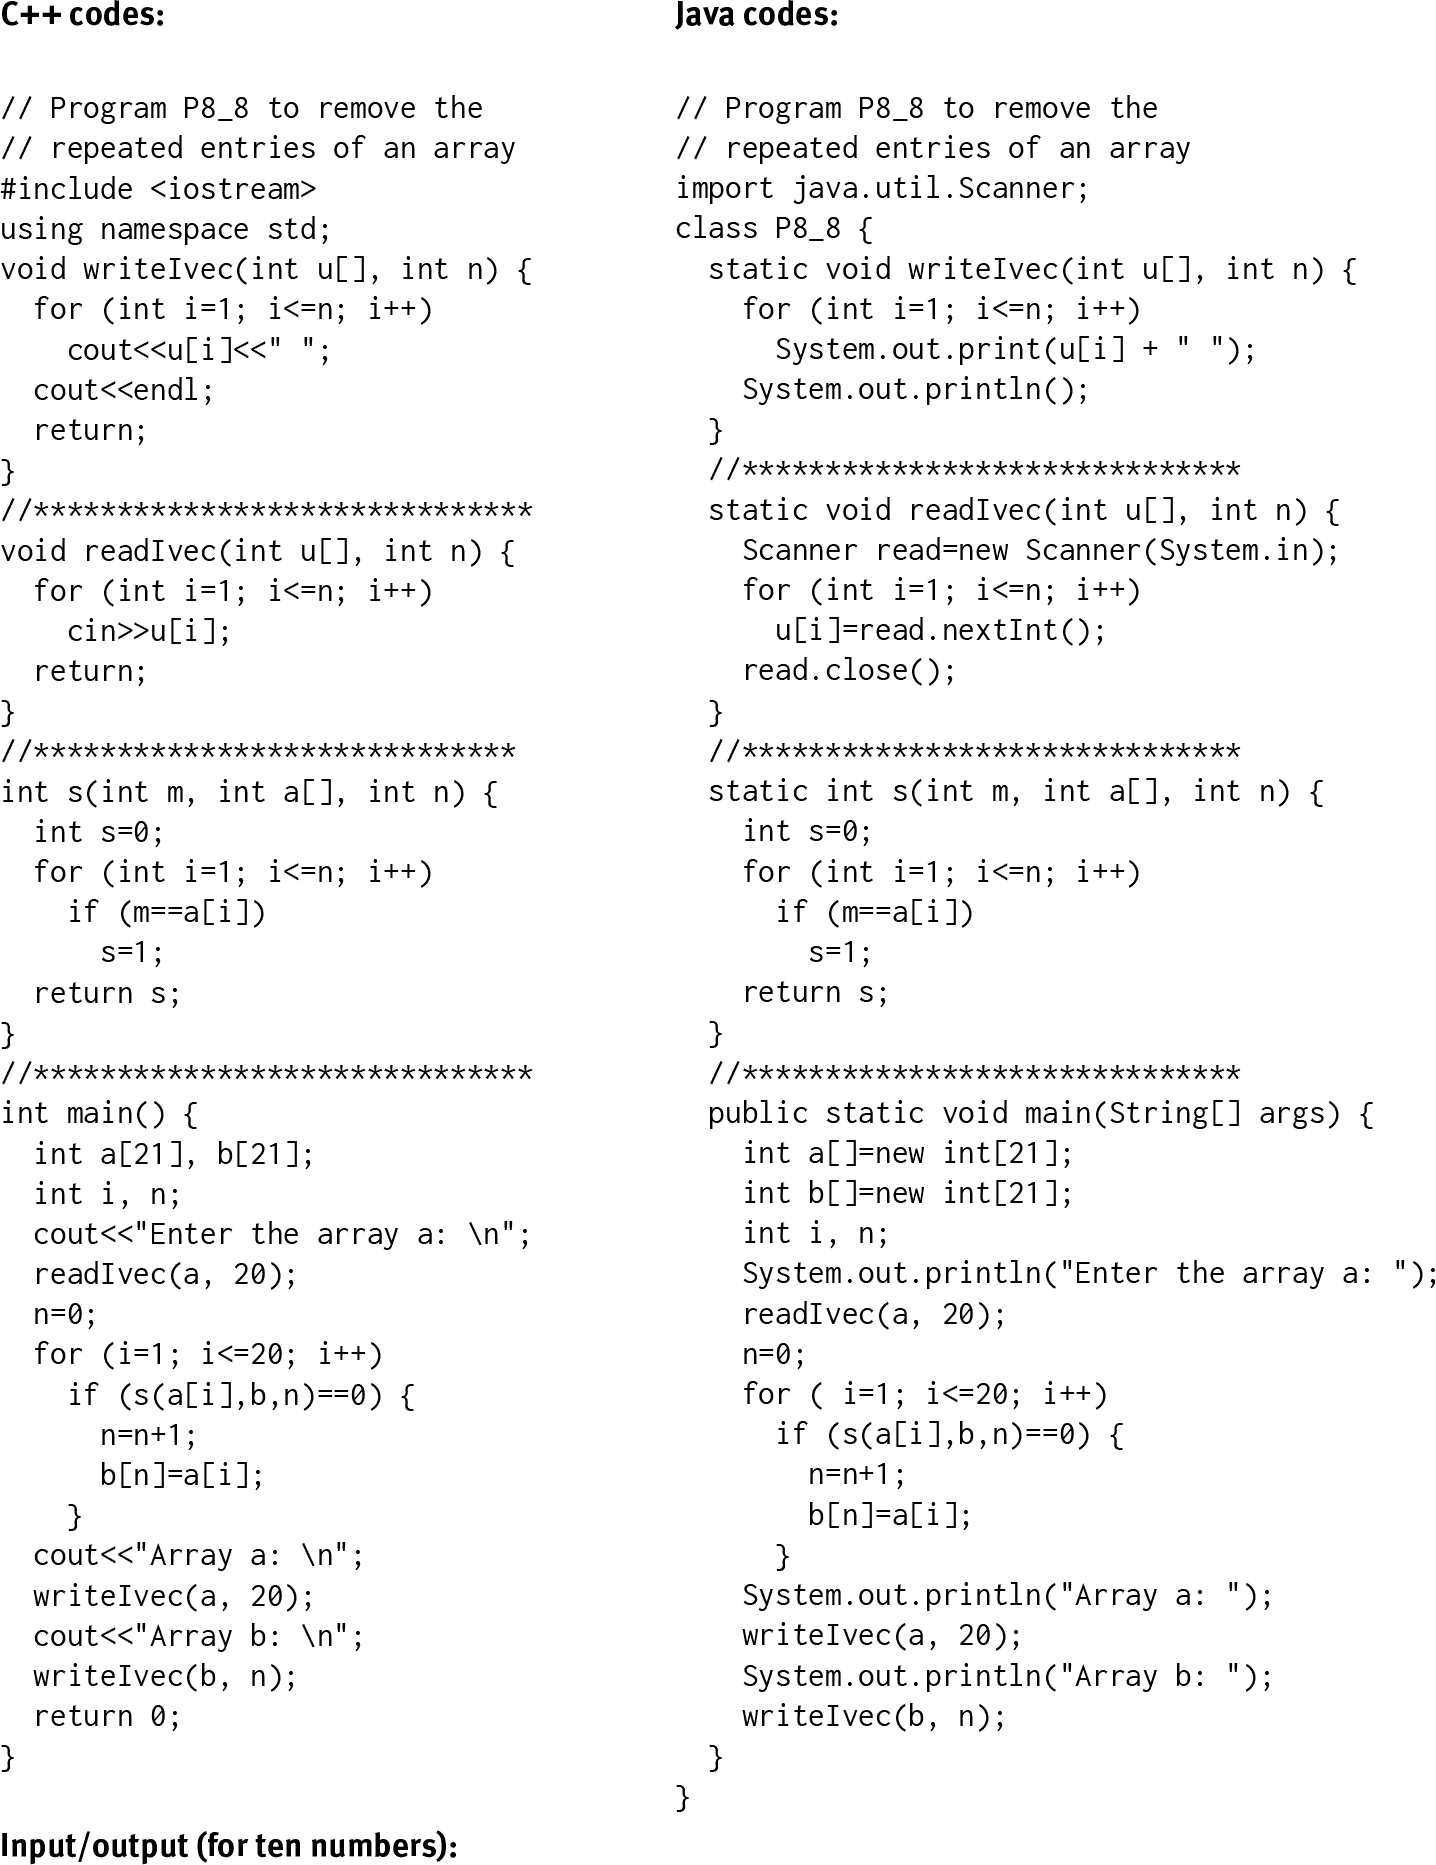 C++ codes:
// Program P8_8 to remove the
// repeated entries of an array
#include <iostream>
using namespace std;
void writeIvec(int u[], int n) {
  for (int i=1; i<=n; i++)
    cout<<u[i]<<" ";
  cout<<endl;
  return;
}
//******************************
void readIvec(int u[], int n) {
  for (int i=1; i<=n; i++)
    cin>>u[i];
  return;
}
//*****************************
int s(int m, int a[], int n) {
  int s=0;
  for (int i=1; i<=n; i++)
    if (m==a[i])
      s=1;
  return s;
}
//******************************
int main() {
  int a[21], b[21];
  int i, n;
  cout<<"Enter the array a: \n";
  readIvec(a, 20);
  n=0;
  for (i=1; i<=20; i++)
    if (s(a[i],b,n)==0) {
      n=n+1;
      b[n]=a[i];
    }
  cout<<"Array a: \n";
  writeIvec(a, 20);
  cout<<"Array b: \n";
  writeIvec(b, n);
  return 0;
}
Java codes:
// Program P8_8 to remove the
// repeated entries of an array
import java.util.Scanner;
class P8_8 {
  static void writeIvec(int u[], int n) {
    for (int i=1; i<=n; i++)
      System.out.print(u[i] + " ");
    System.out.println();
  }
  //******************************
  static void readIvec(int u[], int n) {
    Scanner read=new Scanner(System.in);
    for (int i=1; i<=n; i++)
      u[i]=read.nextInt();
    read.close();
  }
  //******************************
  static int s(int m, int a[], int n) {
    int s=0;
    for (int i=1; i<=n; i++)
      if (m==a[i])
        s=1;
    return s;
  }
  //******************************
  public static void main(String[] args) {
    int a[]=new int[21];
    int b[]=new int[21];
    int i, n;
    System.out.println("Enter the array a: ");
    readIvec(a, 20);
    n=0;
    for ( i=1; i<=20; i++)
      if (s(a[i],b,n)==0) {
        n=n+1;
        b[n]=a[i];
      }
    System.out.println("Array a: ");
    writeIvec(a, 20);
    System.out.println("Array b: ");
    writeIvec(b, n);
  }
}
Input/output (for ten numbers):